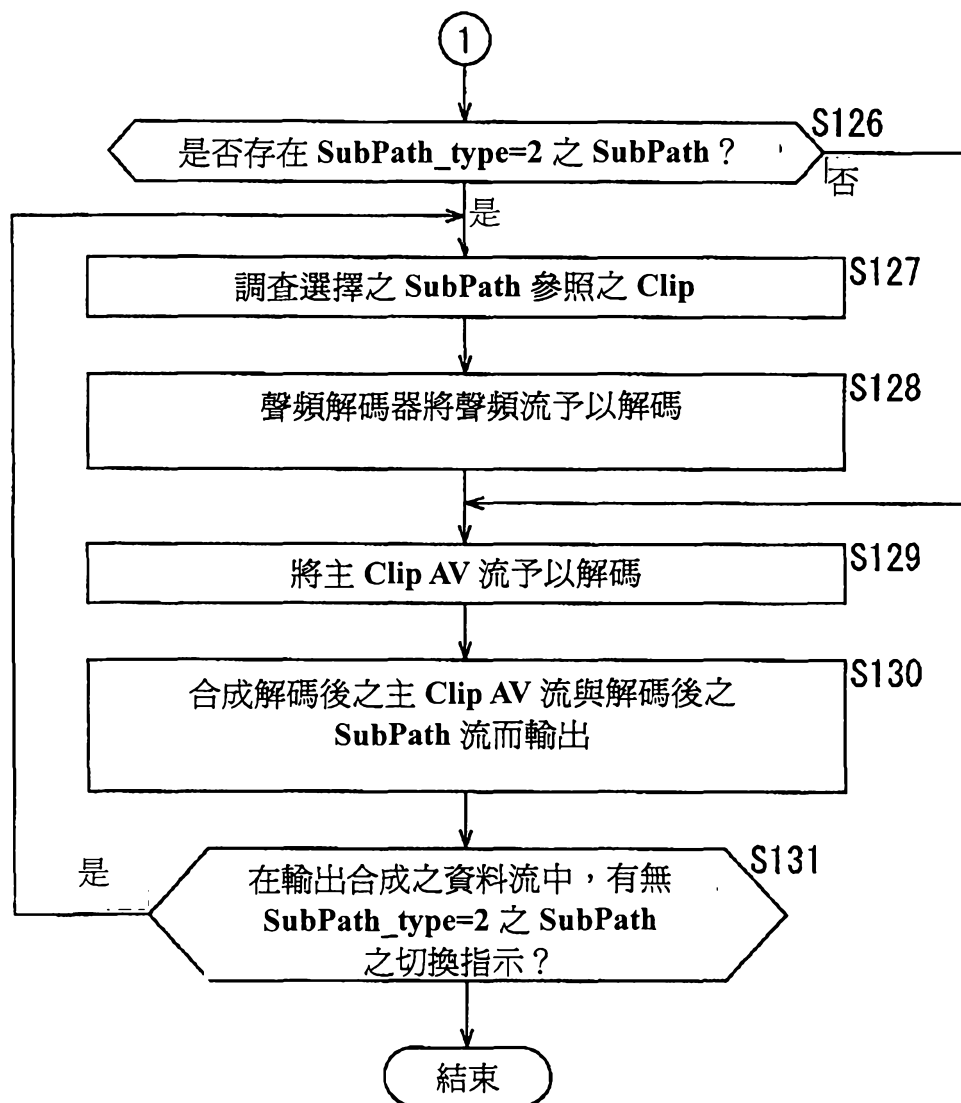 1
S126
是否存在 SubPath_type=2 之 SubPath？
否
是
S127
調查選擇之 SubPath 參照之 Clip
S128
聲頻解碼器將聲頻流予以解碼
S129
將主 Clip AV 流予以解碼
S130
合成解碼後之主 Clip AV 流與解碼後之
SubPath 流而輸出
S131
是
在輸出合成之資料流中，有無
SubPath_type=2 之 SubPath
之切換指示？
結束